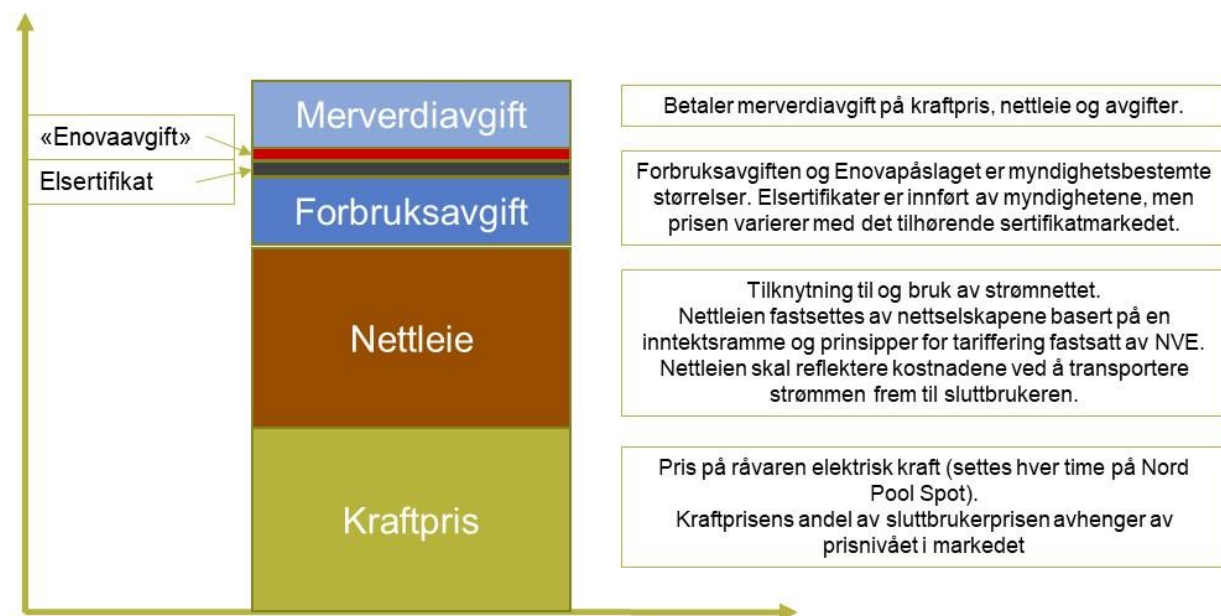 Merverdiavgift
«Enovaavgift»
Elsertifikat
Forbruksavgift
Nettleie
Kraftpris
Betaler merverdiavgift på kraftpris, nettleie og avgifter.
Forbruksavgiften og Enovapåslaget er myndighetsbestemte
størrelser. Elsertifikater er innført av myndighetene, men
prisen varierer med det tilhørende sertifikatmarkedet.
Tilknytning til og bruk av strømnettet.
Nettleien fastsettes av nettselskapene basert på en
inntektsramme og prinsipper for tariffering fastsatt av NVE.
Nettleien skal reflektere kostnadene ved å transportere
strømmen frem til sluttbrukeren.
Pris på råvaren elektrisk kraft (settes hver time på Nord
Pool Spot).
Kraftprisens andel av sluttbrukerprisen avhenger av
prisnivået i markedet